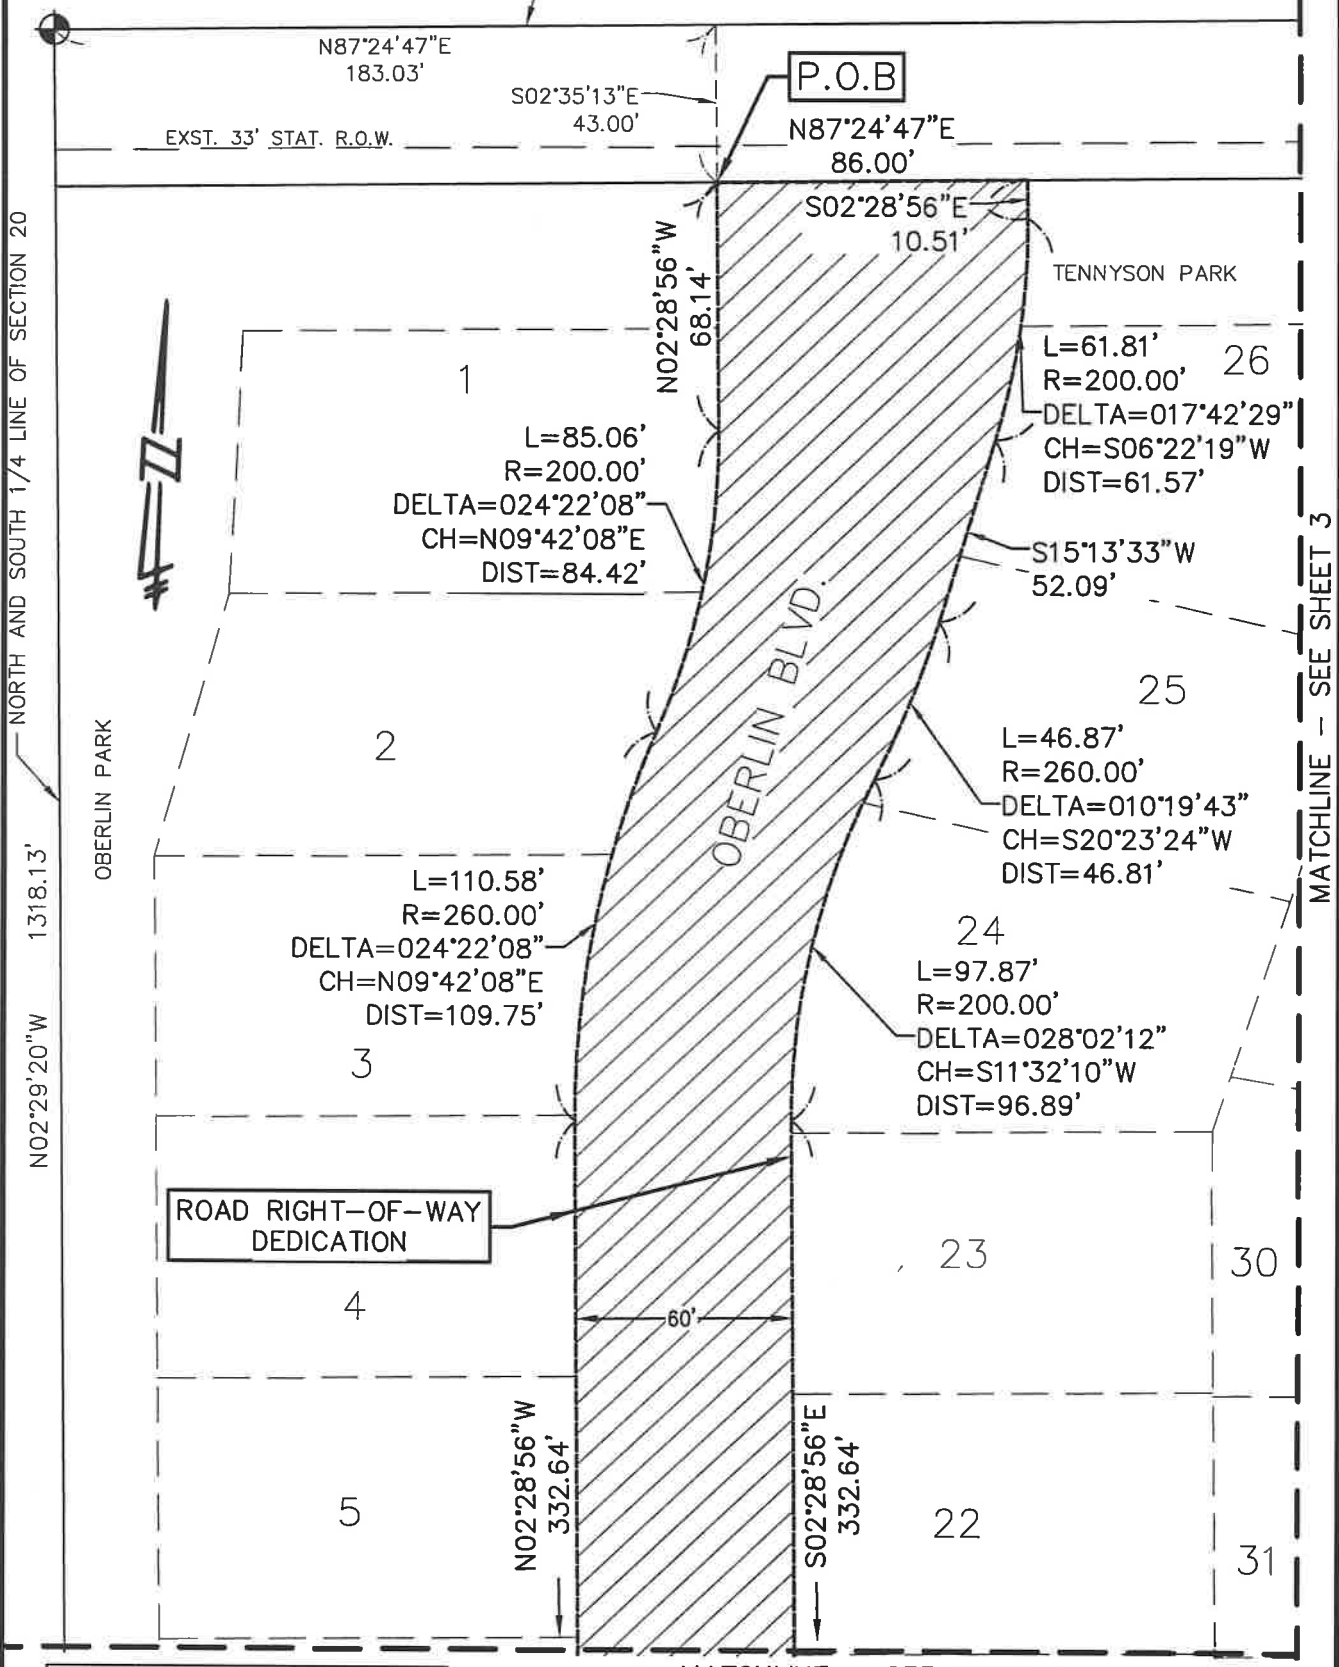 N87°24'47"E
183.03'
S02°35'13"E
43.00'
P.O.B
N87°24'47"E
86.00'
EXST. 33' STAT. R.O.W.
S02°28'56"E
10.51'
TENNYSON PARK
N02°28'56"W
68.14'
1
26
L=61.81'
R=200.00'
DELTA=017°42'29"
CH=S06°22'19"W
DIST=61.57'
L=85.06'
R=200.00'
DELTA=024°22'08"
CH=N09°42'08"E
DIST=84.42'
S15°13'33"W
52.09'
NORTH AND SOUTH 1/4 LINE OF SECTION 20
MATCHLINE - SEE SHEET 3
OBERLIN BLVD.
25
2
OBERLIN PARK
L=46.87'
R=260.00'
DELTA=010°19'43"
CH=S20°23'24"W
DIST=46.81'
L=110.58'
R=260.00'
DELTA=024°22'08"
CH=N09°42'08"E
DIST=109.75'
24
L=97.87'
R=200.00'
DELTA=028°02'12"
CH=S11°32'10"W
DIST=96.89'
3
N02°29'20"W 1318.13'
ROAD RIGHT-OF-WAY
DEDICATION
23
30
4
60'
N02°28'56"W
332.64'
S02°28'56"E
332.64'
5
22
31